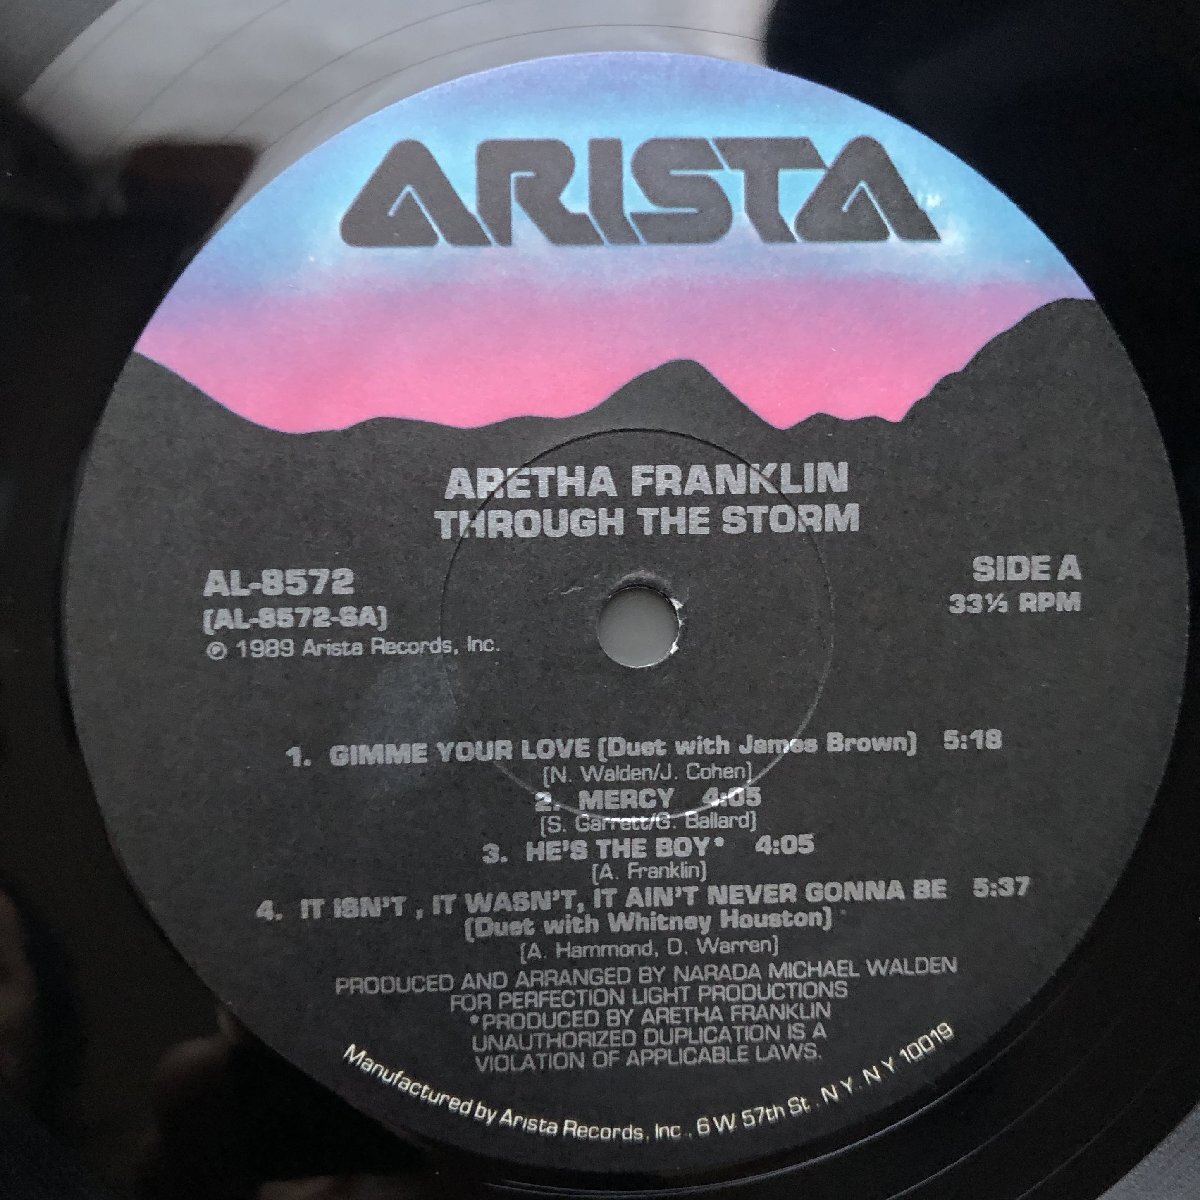 ARISTA
ARETHA FRANKLIN
THROUGH THE STORM
AL-8572
(AL-8572-SA)
℗ 1989 Arista Records, Inc.
SIDE A
33⅓ RPM
1. GIMME YOUR LOVE (Duet with James Brown) 5:18
(N. Walden/J. Cohen)
2. MERCY 4:05
(S. Garrett/G. Ballard)
3. HE'S THE BOY* 4:05
(A. Franklin)
4. IT ISN'T , IT WASN'T, IT AIN'T NEVER GONNA BE 5:37
(Duet with Whitney Houston)
(A. Hammond, D. Warren)
PRODUCED AND ARRANGED BY NARADA MICHAEL WALDEN
FOR PERFECTION LIGHT PRODUCTIONS
*PRODUCED BY ARETHA FRANKLIN
UNAUTHORIZED DUPLICATION IS A
VIOLATION OF APPLICABLE LAWS.
Manufactured by Arista Records, Inc., 6 W 57th St., N.Y. N Y 10019